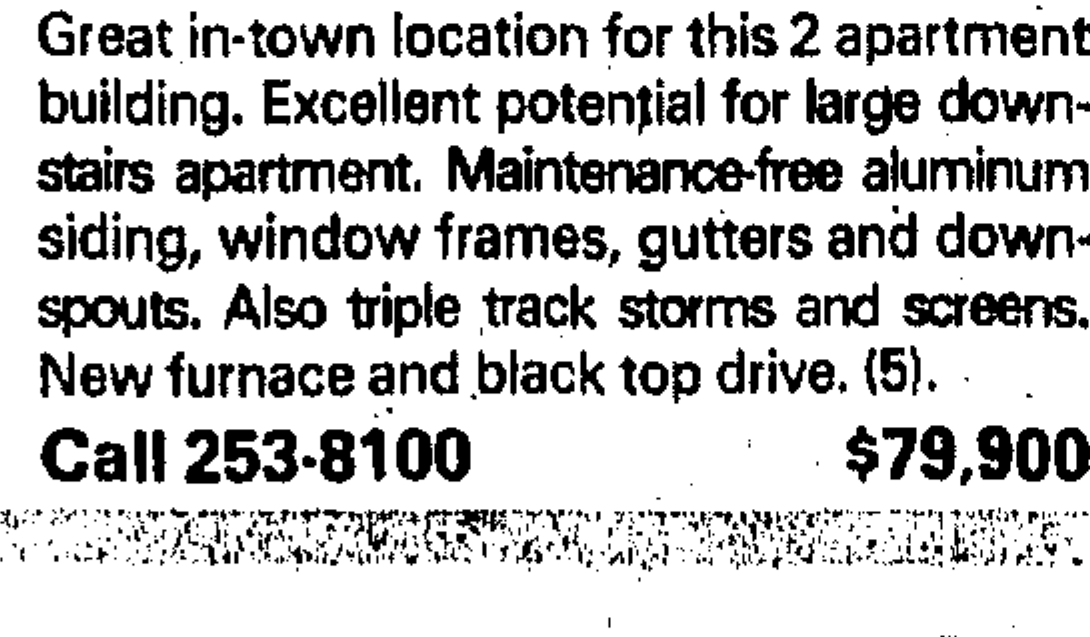 Great in-town location for this 2 apartment
building. Excellent potential for large down-
stairs apartment. Maintenance-free aluminum
siding, window frames, gutters and down-
spouts. Also triple track storms and screens.
New furnace and black top drive. (5).
Call 253-8100 $79,900